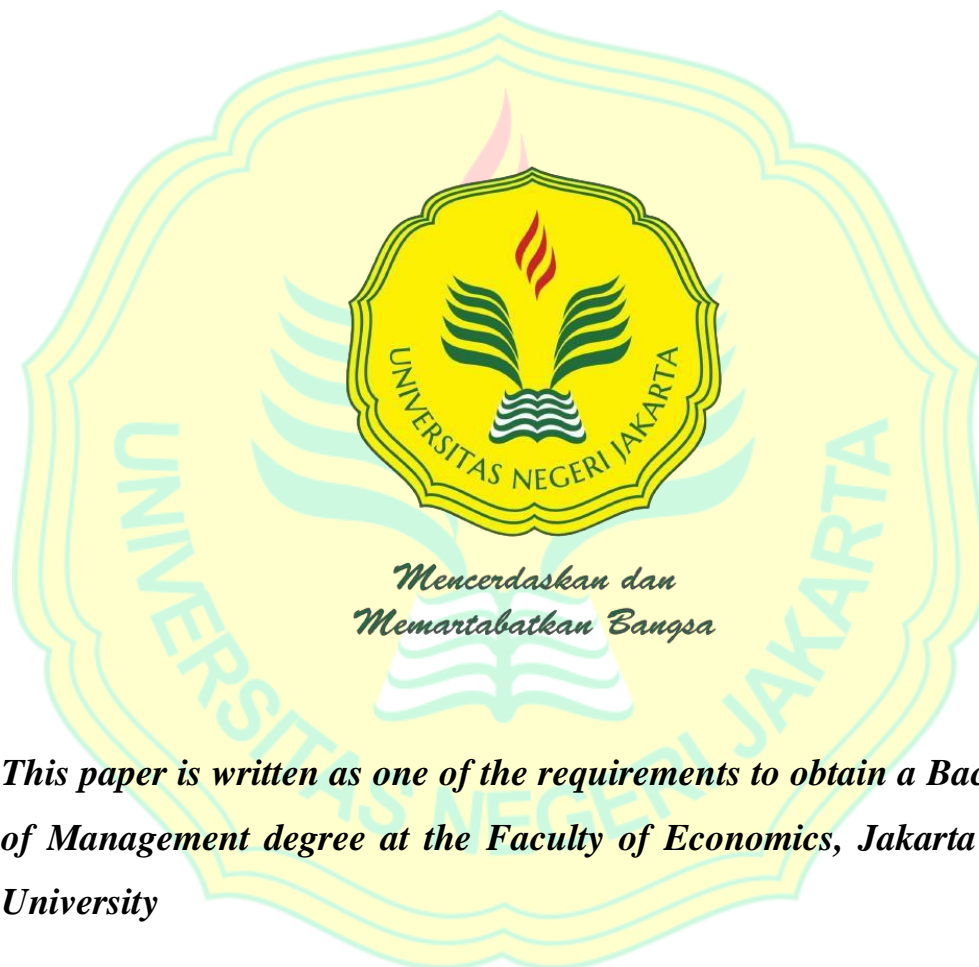 UNIVERSITAS NEGERI JAKARTA
Mencerdaskan dan
Memartabatkan Bangsa
UNIVERSITAS NEGERI JAKARTA
This paper is written as one of the requirements to obtain a
of Management degree at the Faculty of Economics, Jakarta
University